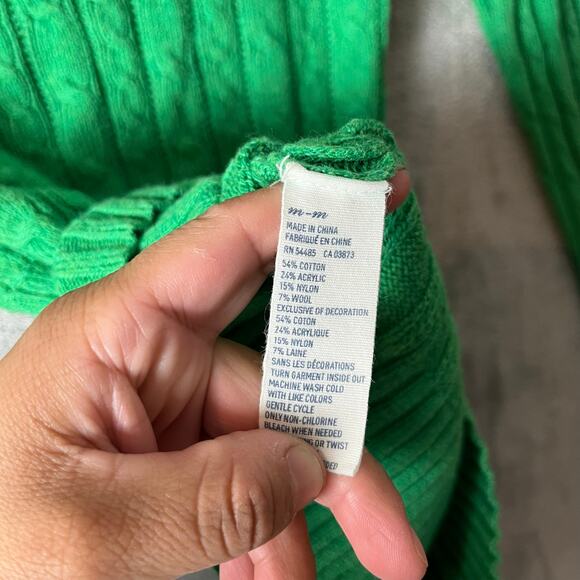 m-m
MADE IN CHINA
FABRIQUÉ EN CHINE
RN 54485 CA 03873
54% COTTON
24% ACRYLIC
15% NYLON
7% WOOL
EXCLUSIVE OF DECORATION
54% COTON
24% ACRYLIQUE
15% NYLON
7% LAINE
SANS LES DÉCORATIONS
TURN GARMENT INSIDE OUT
MACHINE WASH COLD
WITH LIKE COLORS
GENTLE CYCLE
ONLY NON-CHLORINE
BLEACH WHEN NEEDED
OR TWIST